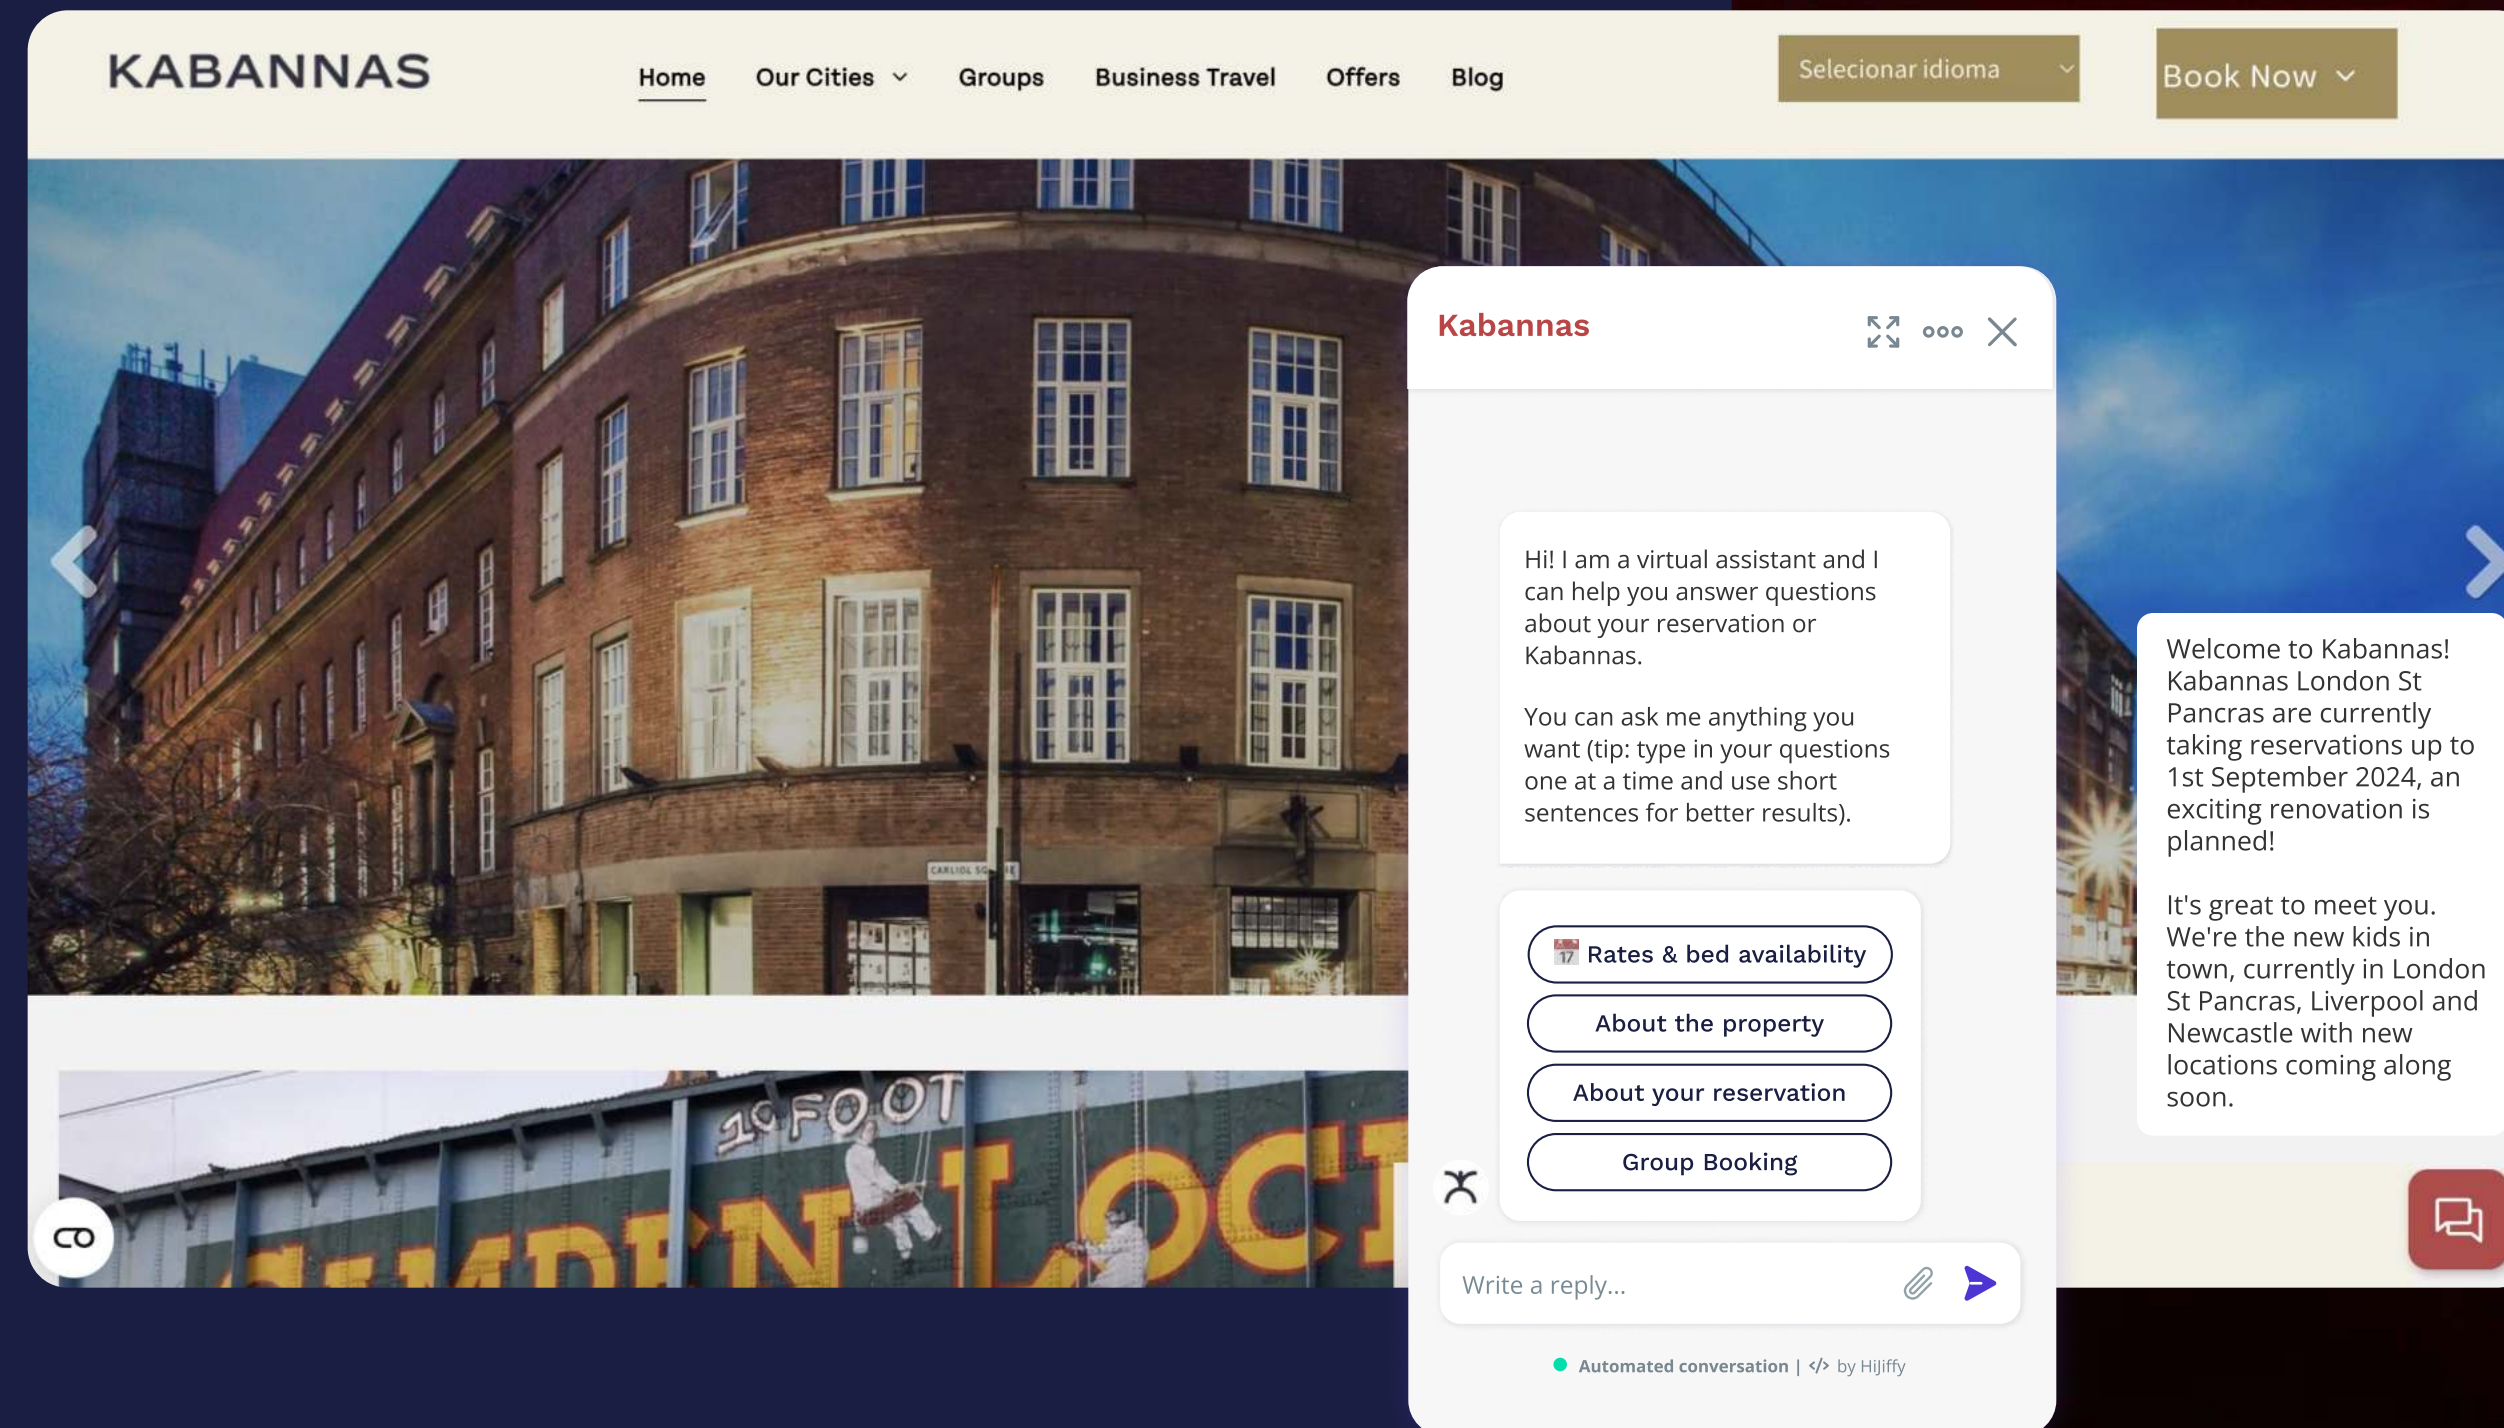 KABANNAS
Home
Our Cities
Groups
Business Travel
Offers
Blog
Selecionar idioma
Book Now
Kabannas
Hi! I am a virtual assistant and I
can help you answer questions
about your reservation or
Kabannas.
You can ask me anything you
want (tip: type in your questions
one at a time and use short
sentences for better results).
17 Rates & bed availability
About the property
About your reservation
Group Booking
Write a reply...
Automated conversation | </> by HiJiffy
Welcome to Kabannas!
Kabannas London St
Pancras are currently
taking reservations up to
1st September 2024, an
exciting renovation is
planned!
It's great to meet you.
We're the new kids in
town, currently in London
St Pancras, Liverpool and
Newcastle with new
locations coming along
soon.
CARLIOL
10FOOT
CAMDEN LOC